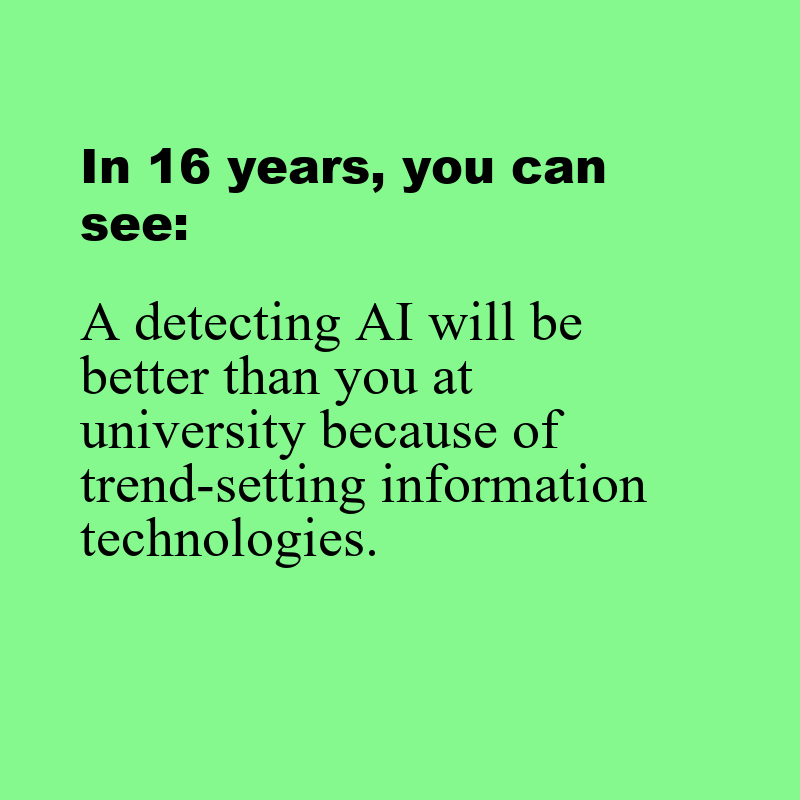 In 16 years, you can
see:
A detecting AI will be
better than you at
university because of
trend-setting information
technologies.